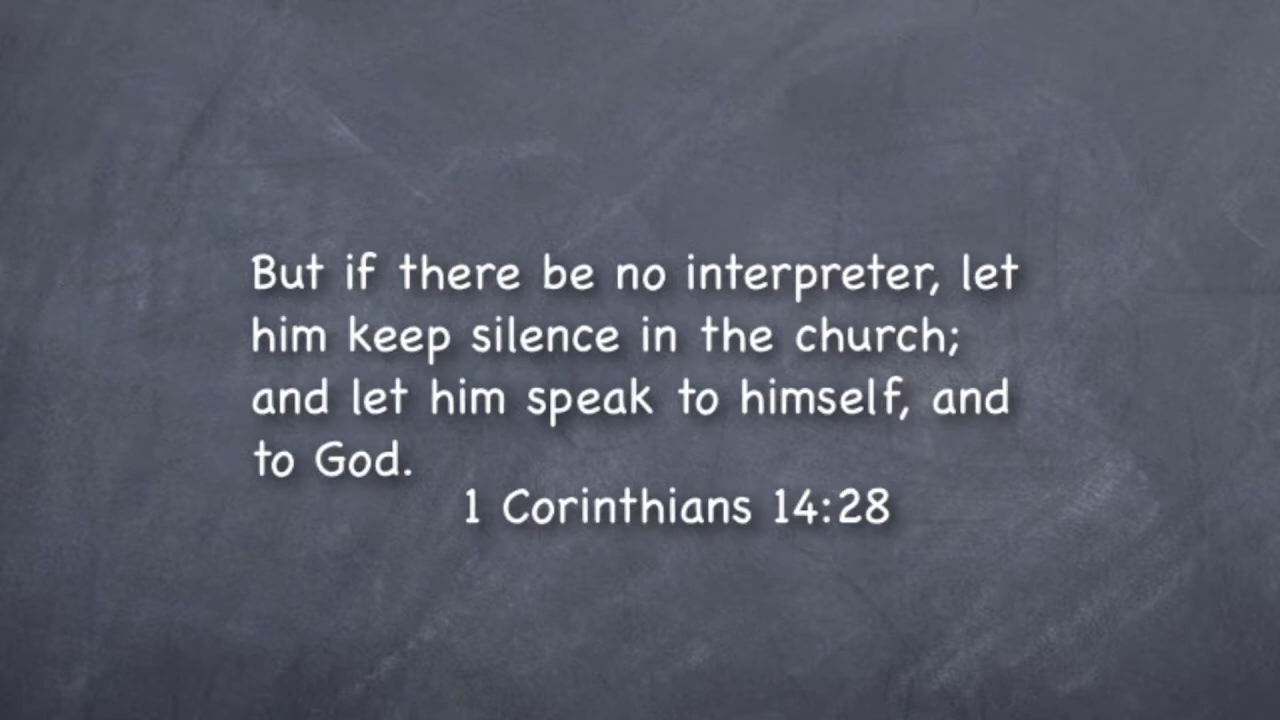 But if there be no interpreter, let
him keep silence in the church;
and let him speak to himself, and
to God.
1 Corinthians 14:28